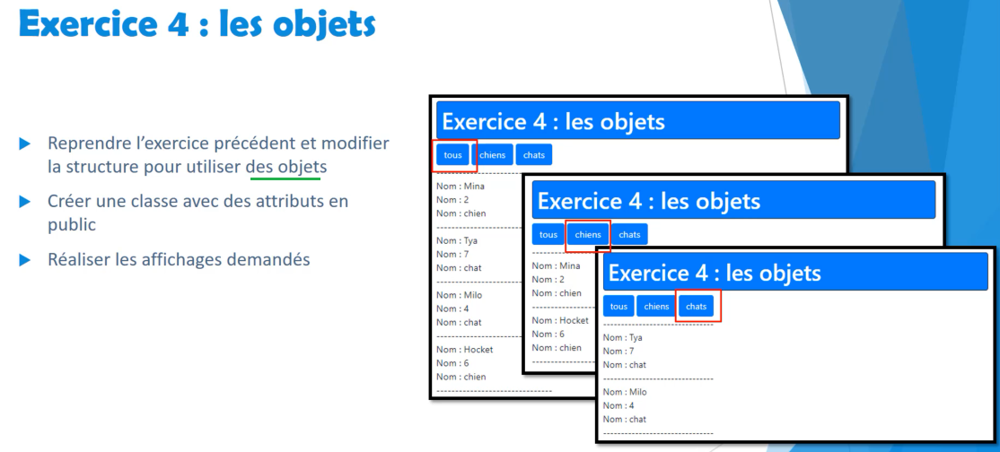 Exercice 4 : les objets
Reprendre l'exercice précédent et modifier
la structure pour utiliser des objets
Créer une classe avec des attributs en
public
Réaliser les affichages demandés
Exercice 4 : les objets
tous chiens chats
--------------------------------
Nom : Mina
Nom : 2
Nom : chien
--------------------------------
Nom : Tya
Nom : 7
Nom : chat
--------------------------------
Nom : Milo
Nom : 4
Nom : chat
--------------------------------
Nom : Hocket
Nom : 6
Nom : chien
--------------------------------
Exercice 4 : les objets
tous chiens chats
--------------------------------
Nom : Mina
Nom : 2
Nom : chien
--------------------------------
Nom : Hocket
Nom : 6
Nom : chien
--------------------------------
Exercice 4 : les objets
tous chiens chats
--------------------------------
Nom : Tya
Nom : 7
Nom : chat
--------------------------------
Nom : Milo
Nom : 4
Nom : chat
--------------------------------